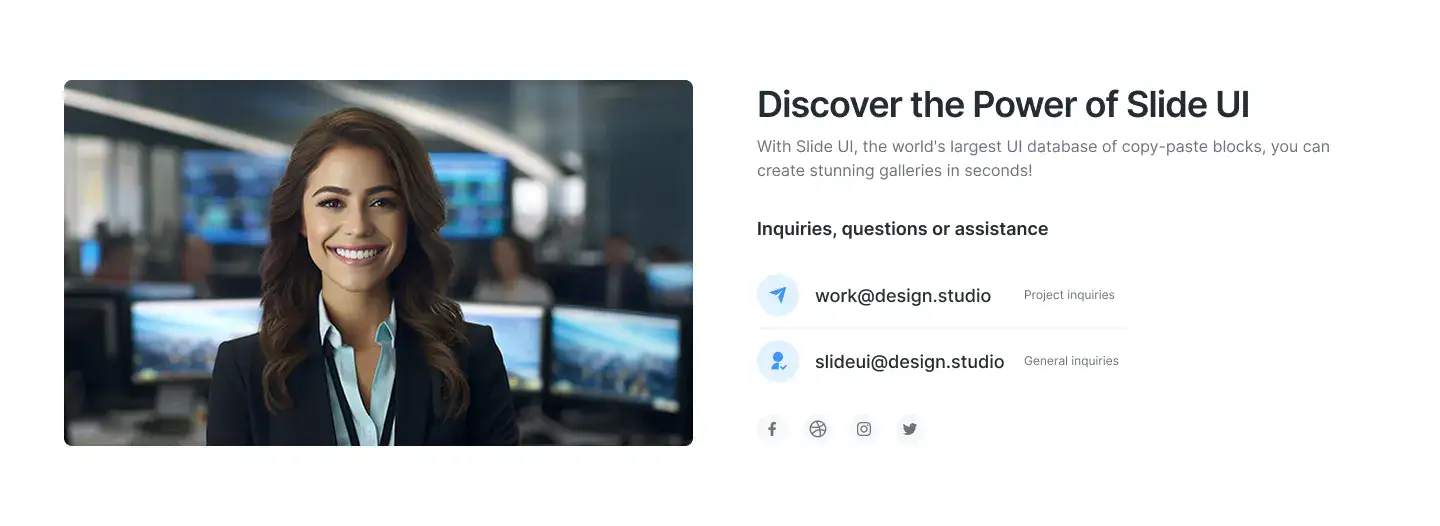 Discover the Power of Slide UI
With Slide UI, the world's largest UI database of copy-paste blocks, you can
create stunning galleries in seconds!
Inquiries, questions or assistance
work@design.studio Project inquiries
slideui@design.studio General inquiries